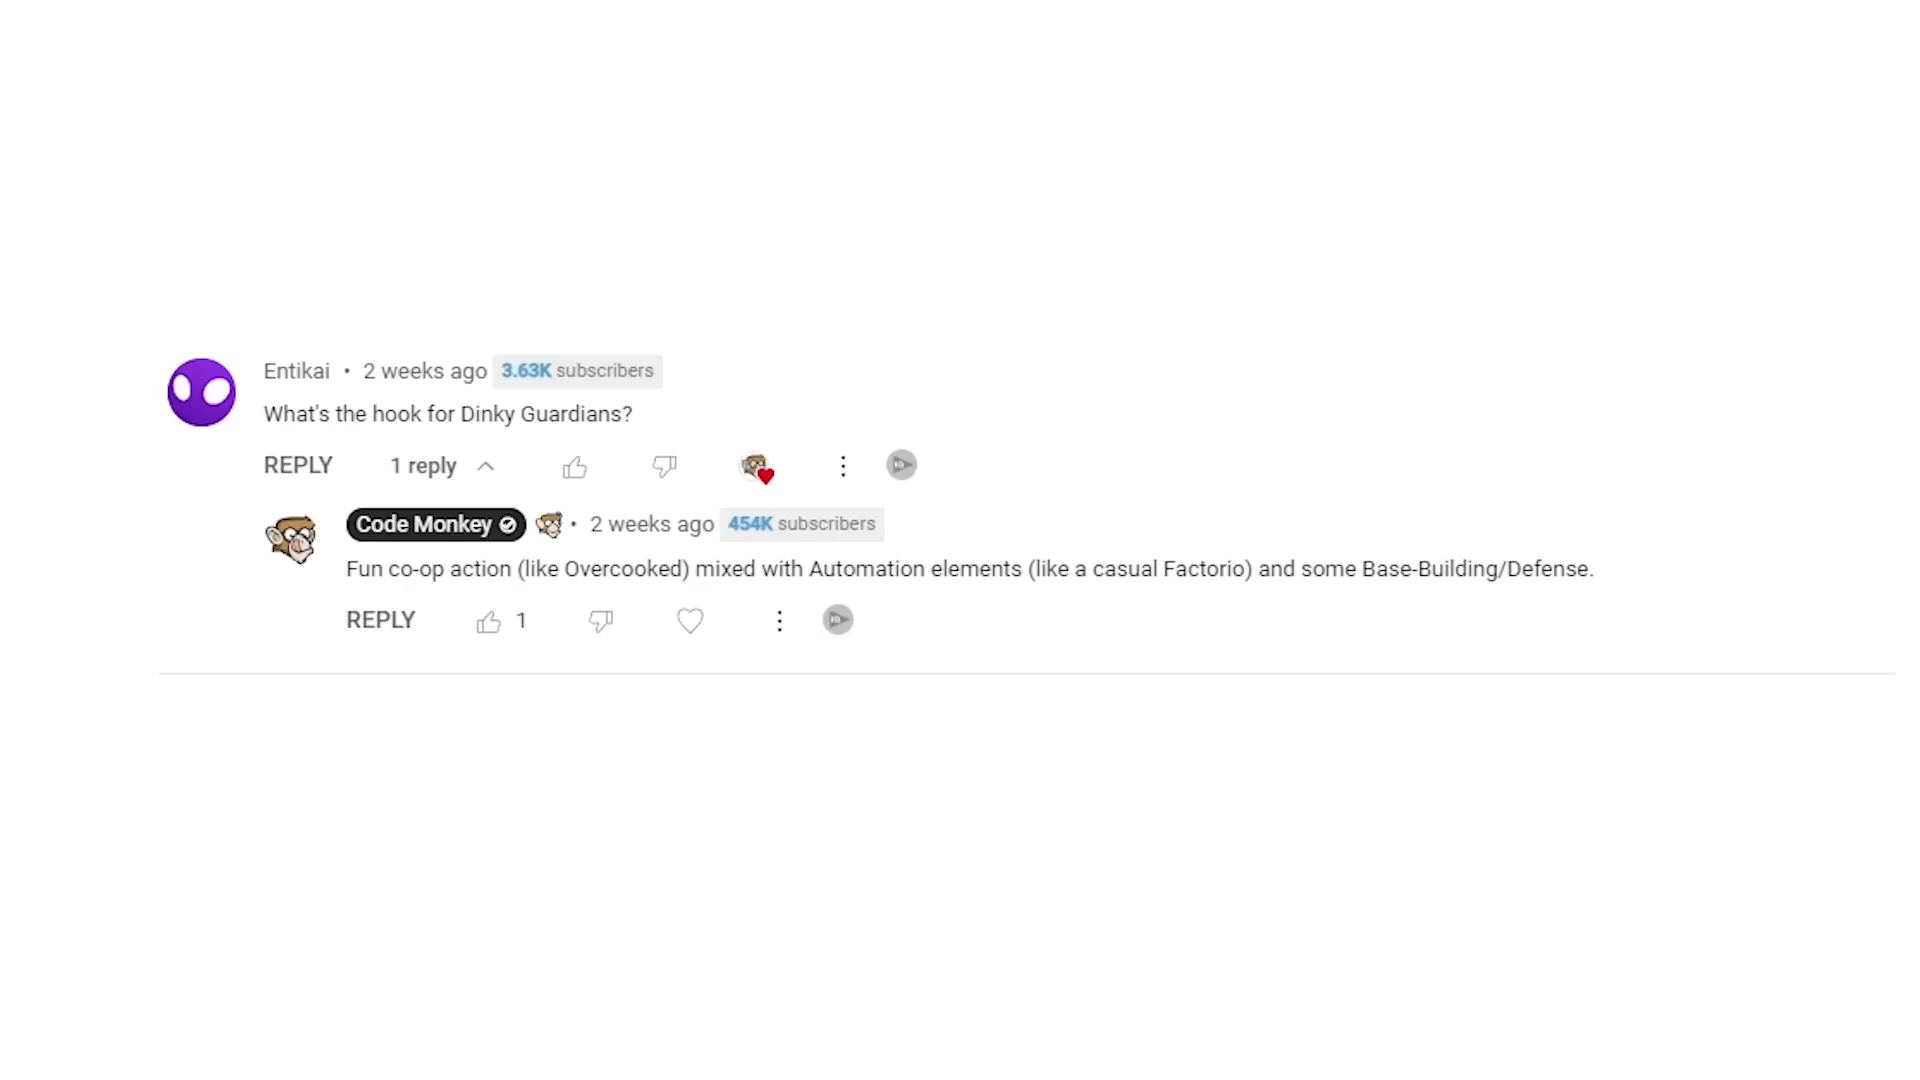 Entikai • 2 weeks ago 3.63K subscribers
What's the hook for Dinky Guardians?
REPLY 1 reply
Code Monkey • 2 weeks ago 454K subscribers
Fun co-op action (like Overcooked) mixed with Automation elements (like a casual Factorio) and some Base-Building/Defense.
REPLY 1